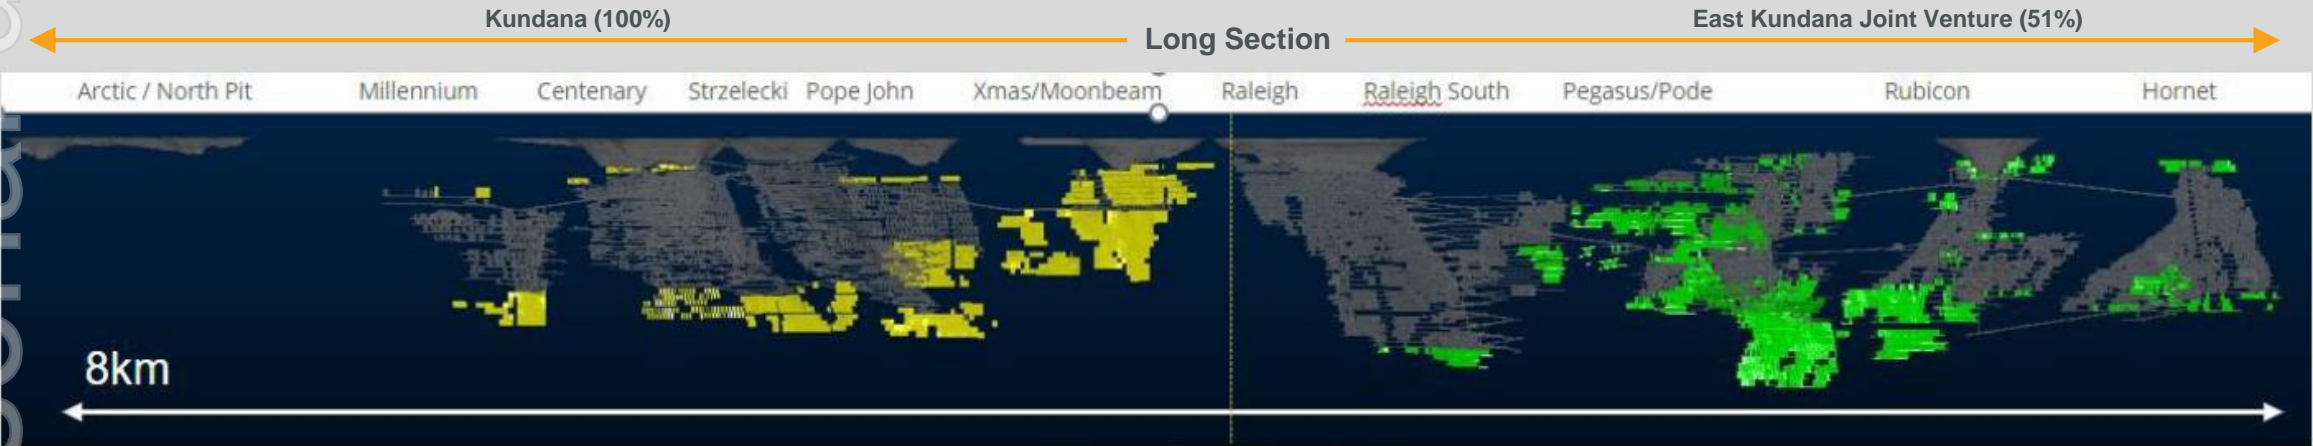 Kundana (100%)
East Kundana Joint Venture (51%)
Long Section
Arctic / North Pit Millennium Centenary Strzelecki Pope John Xmas/Moonbeam Raleigh Raleigh South Pegasus/Pode Rubicon Hornet
8km